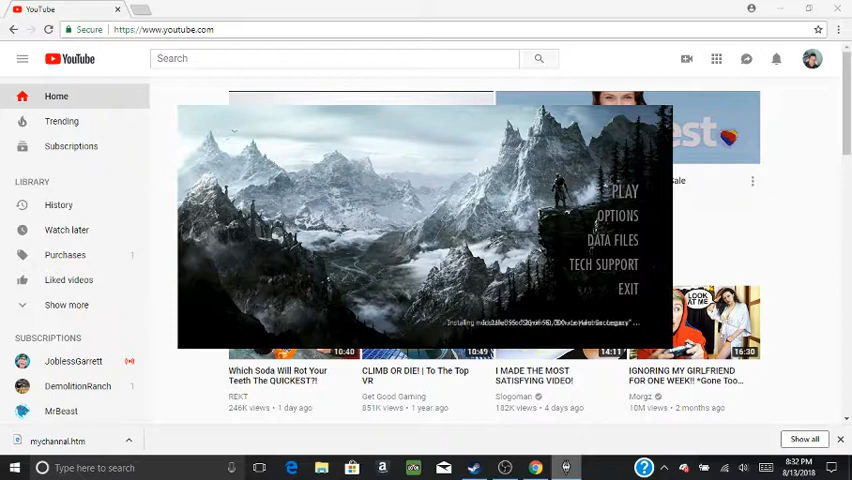 YouTube
Secure https://www.youtube.com
YouTube
Search
Home
Trending
Subscriptions
LIBRARY
History
Watch later
Purchases 1
Liked videos
Show more
SUBSCRIPTIONS
JoblessGarrett
DemolitionRanch
MrBeast
est
Sale
PLAY
OPTIONS
DATA FILES
TECH SUPPORT
EXIT
LOOK AT ME
10:40
10:49
14:11
16:30
Which Soda Will Rot Your
Teeth The QUICKEST?!
REKT
246K views • 1 day ago
CLIMB OR DIE! | To The Top
VR
Get Good Gaming
851K views • 1 year ago
I MADE THE MOST
SATISFYING VIDEO!
Slogoman
182K views • 4 days ago
IGNORING MY GIRLFRIEND
FOR ONE WEEK!! *Gone Too...
Morgz
10M views • 2 months ago
mychannal.htm
Show all
Type here to search
8:32 PM
8/13/2018